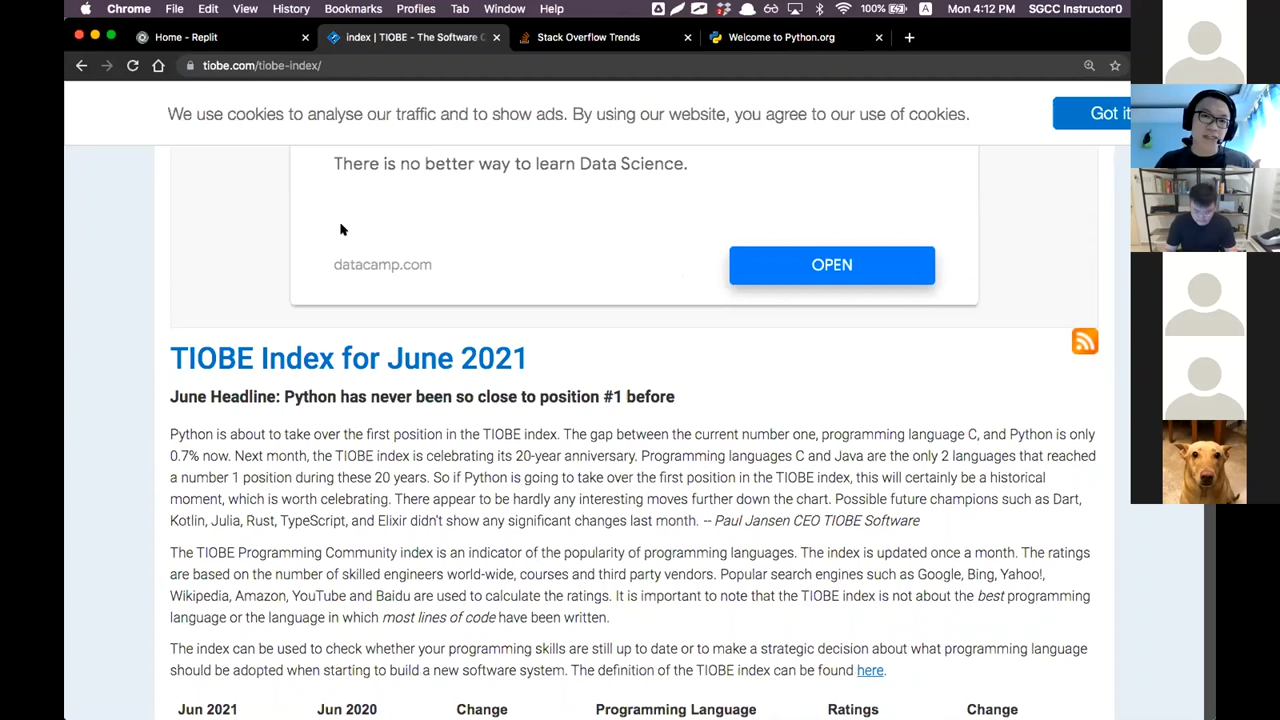 Chrome File Edit View History Bookmarks Profiles Tab Window Help 100% A Mon 4:12 PM SGCC Instructor0
Home - Replit index | TIOBE - The Software C Stack Overflow Trends Welcome to Python.org
tiobe.com/tiobe-index/
We use cookies to analyse our traffic and to show ads. By using our website, you agree to our use of cookies. Got it
There is no better way to learn Data Science.
datacamp.com OPEN
TIOBE Index for June 2021
June Headline: Python has never been so close to position #1 before
Python is about to take over the first position in the TIOBE index. The gap between the current number one, programming language C, and Python is only
0.7% now. Next month, the TIOBE index is celebrating its 20-year anniversary. Programming languages C and Java are the only 2 languages that reached
a number 1 position during these 20 years. So if Python is going to take over the first position in the TIOBE index, this will certainly be a historical
moment, which is worth celebrating. There appear to be hardly any interesting moves further down the chart. Possible future champions such as Dart,
Kotlin, Julia, Rust, TypeScript, and Elixir didn't show any significant changes last month. -- Paul Jansen CEO TIOBE Software
The TIOBE Programming Community index is an indicator of the popularity of programming languages. The index is updated once a month. The ratings
are based on the number of skilled engineers world-wide, courses and third party vendors. Popular search engines such as Google, Bing, Yahoo!,
Wikipedia, Amazon, YouTube and Baidu are used to calculate the ratings. It is important to note that the TIOBE index is not about the best programming
language or the language in which most lines of code have been written.
The index can be used to check whether your programming skills are still up to date or to make a strategic decision about what programming language
should be adopted when starting to build a new software system. The definition of the TIOBE index can be found here.
Jun 2021 Jun 2020 Change Programming Language Ratings Change